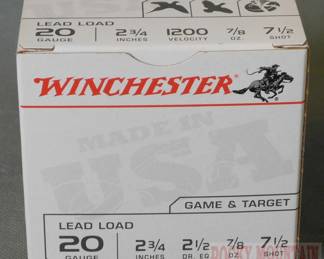 LEAD LOAD
20 2 3/4 1200 7/8 7 1/2
GAUGE INCHES VELOCITY OZ. SHOT
WINCHESTER
MADE IN
USA
GAME & TARGET
LEAD LOAD
20 2 3/4 2 1/2 7/8 7 1/2
GAUGE INCHES DR. EQ. OZ. SHOT
ROCKY MOUNTAIN